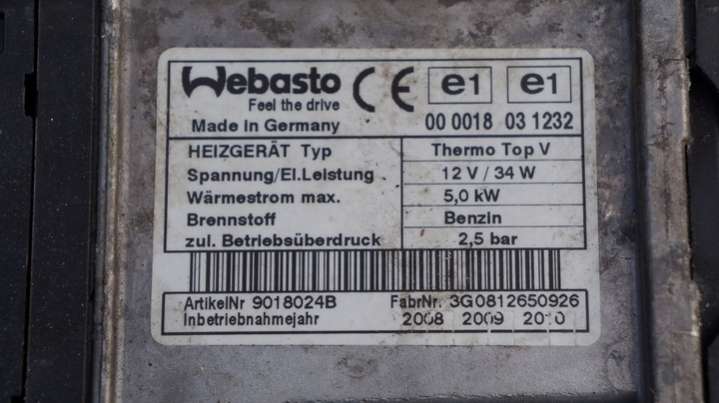 Webasto
Feel the drive
CE e1 e1
Made in Germany 00 0018 03 1232
HEIZGERÄT Typ Thermo Top V
Spannung/El.Leistung 12 V / 34 W
Wärmestrom max. 5,0 kW
Brennstoff Benzin
zul. Betriebsüberdruck 2,5 bar
ArtikelNr 9018024B FabrNr. 3G0812650926
Inbetriebnahmejahr 2008 2009 2010